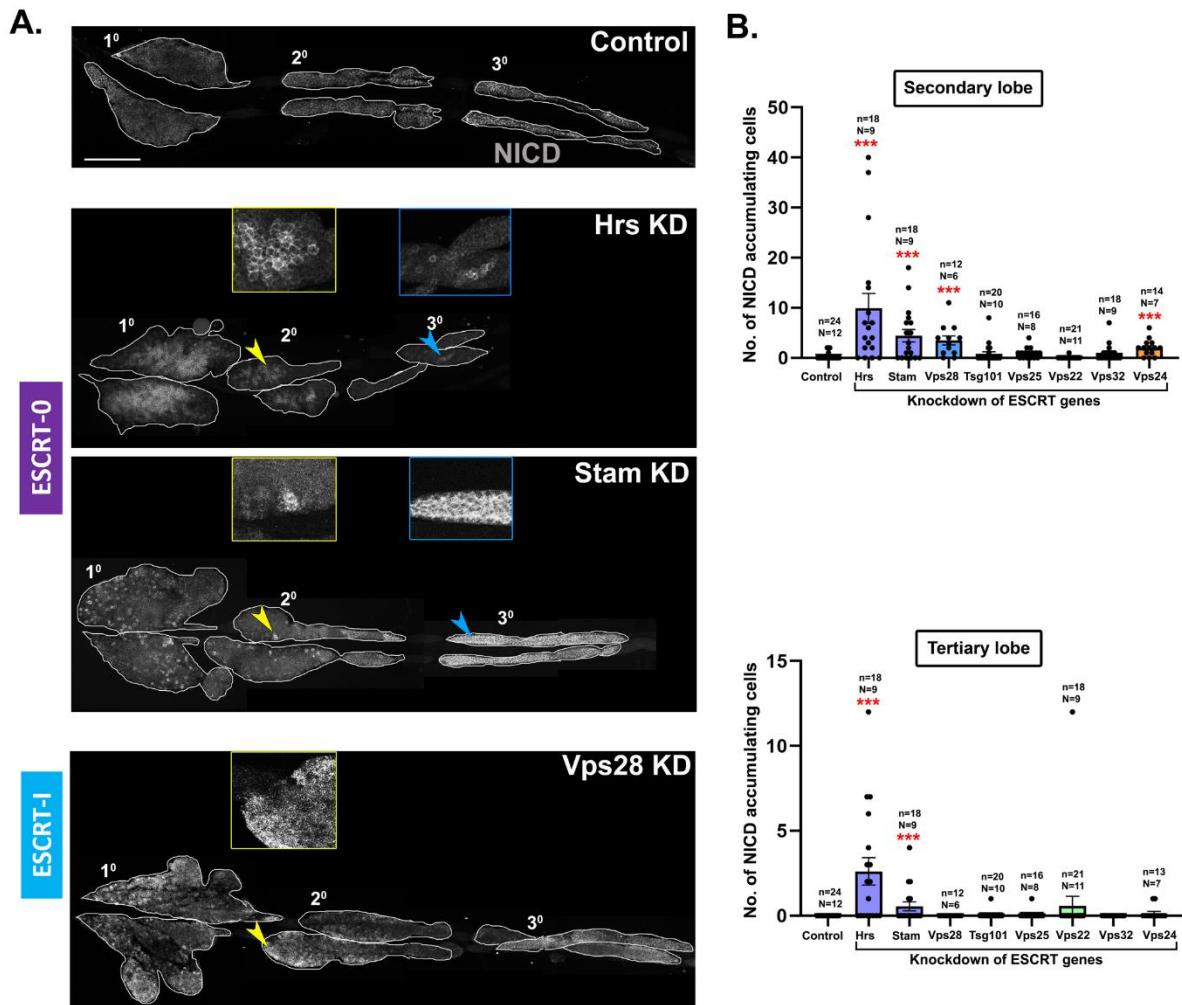 A.
1⁰
2⁰
3⁰
Control
NICD
ESCRT-0
Hrs KD
1⁰
2⁰
3⁰
Stam KD
1⁰
2⁰
3⁰
ESCRT-I
Vps28 KD
1⁰
2⁰
3⁰
B.
Secondary lobe
No. of NICD accumulating cells
50
40
30
20
10
0
n=24
N=12
n=18
N=9
***
n=18
N=9
***
n=12
N=6
***
n=20
N=10
n=16
N=8
n=21
N=11
n=18
N=9
n=14
N=7
***
Control Hrs Stam Vps28 Tsg101 Vps25 Vps22 Vps32 Vps24
Knockdown of ESCRT genes
Tertiary lobe
No. of NICD accumulating cells
15
10
5
0
n=24
N=12
n=18
N=9
***
n=18
N=9
***
n=12
N=6
n=20
N=10
n=16
N=8
n=21
N=11
n=18
N=9
n=13
N=7
Control Hrs Stam Vps28 Tsg101 Vps25 Vps22 Vps32 Vps24
Knockdown of ESCRT genes